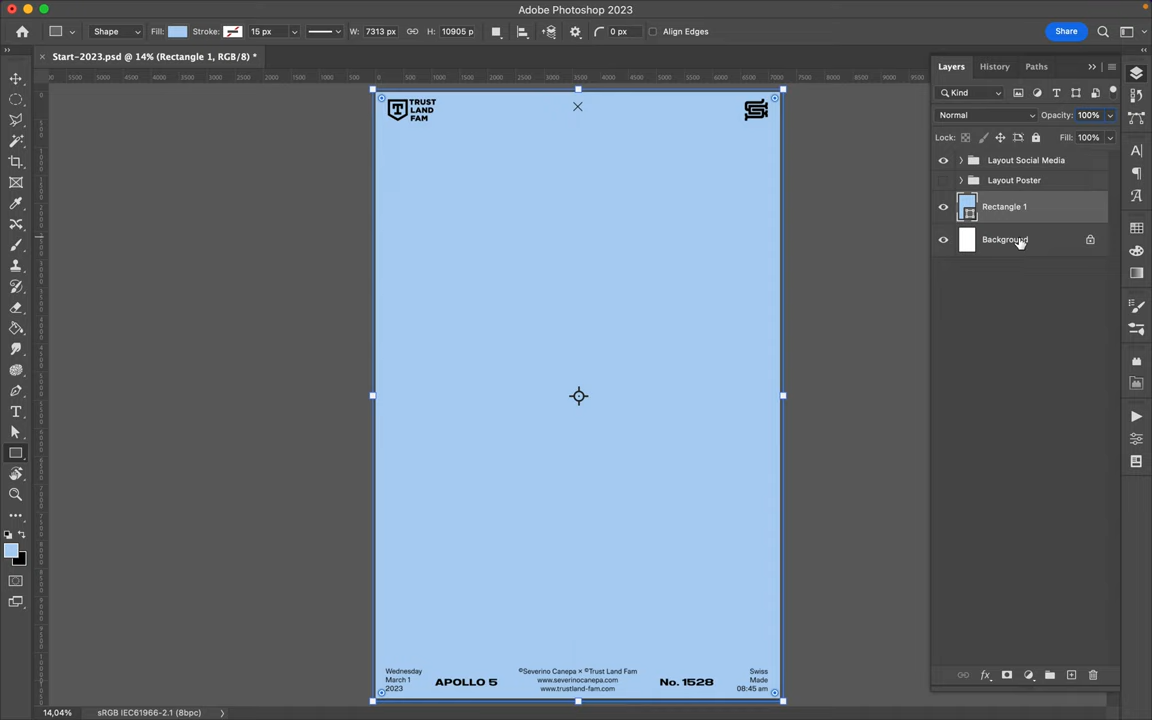 Adobe Photoshop 2023
Shape Fill: Stroke: 15 px W: 7313 px H: 10905 p 0 px Align Edges Share
Start-2023.psd @ 14% (Rectangle 1, RGB/8) *
Layers History Paths
Kind
Normal Opacity: 100%
Lock: Fill: 100%
Layout Social Media
Layout Poster
Rectangle 1
Background
TRUST
LAND
FAM
Wednesday
March 1
2023
APOLLO 5
©Severino Canepa × ©Trust Land Fam
www.severinocanepa.com
www.trustland-fam.com
No. 1528
Swiss
Made
08:45 am
14,04% sRGB IEC61966-2.1 (8bpc)